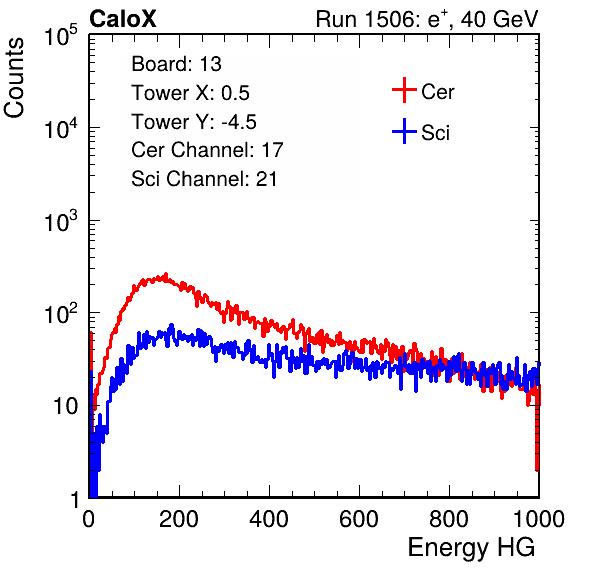 CaloX Run 1506: e+, 40 GeV
Board: 13
Tower X: 0.5
Tower Y: -4.5
Cer Channel: 17
Sci Channel: 21
Cer
Sci
Counts
10^5
10^4
10^3
10^2
10
1
0 200 400 600 800 1000
Energy HG